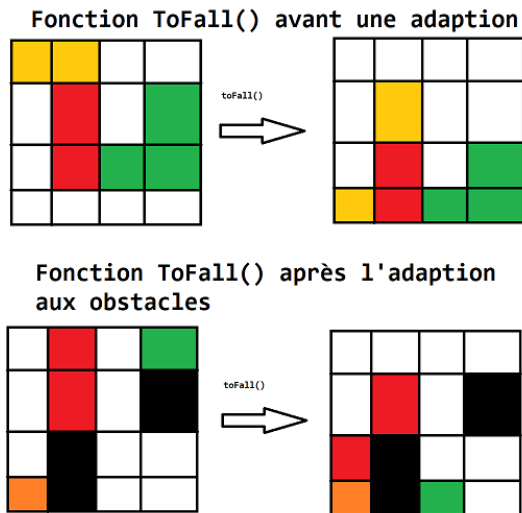 Fonction ToFall() avant une adaption
toFall()
Fonction ToFall() après l'adaption
aux obstacles
toFall()